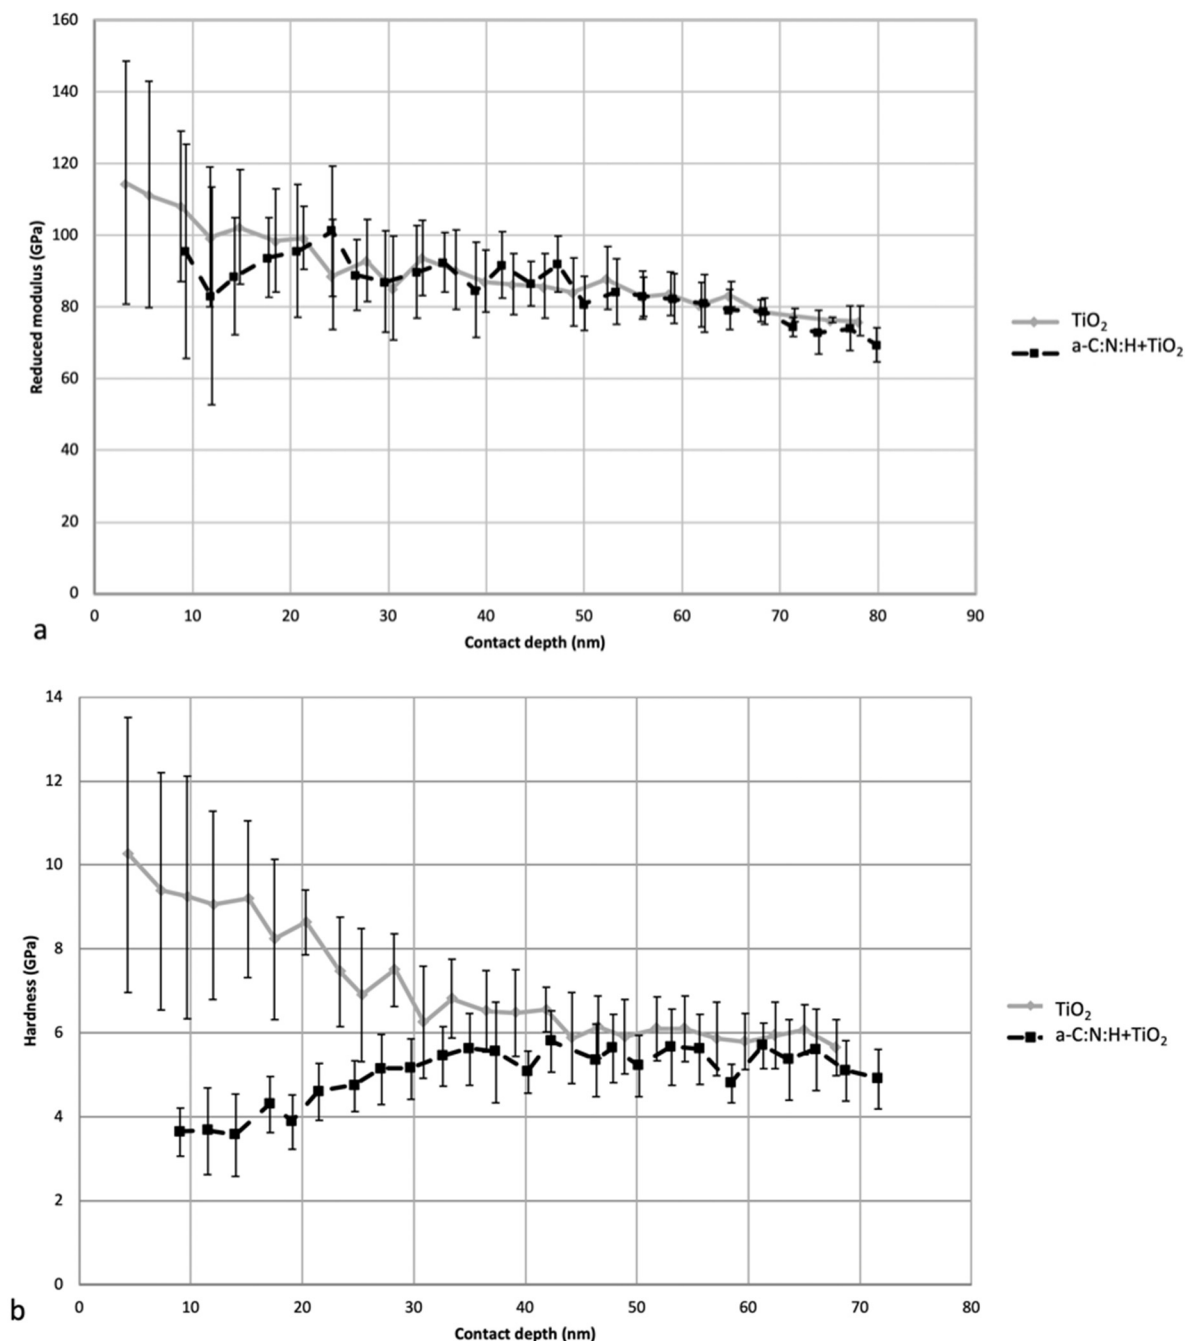 160
140
120
100
80
60
40
20
0
Reduced modulus (GPa)
0 10 20 30 40 50 60 70 80 90
Contact depth (nm)
TiO2
a-C:N:H+TiO2
a
14
12
10
8
6
4
2
0
Hardness (GPa)
0 10 20 30 40 50 60 70 80
Contact depth (nm)
TiO2
a-C:N:H+TiO2
b